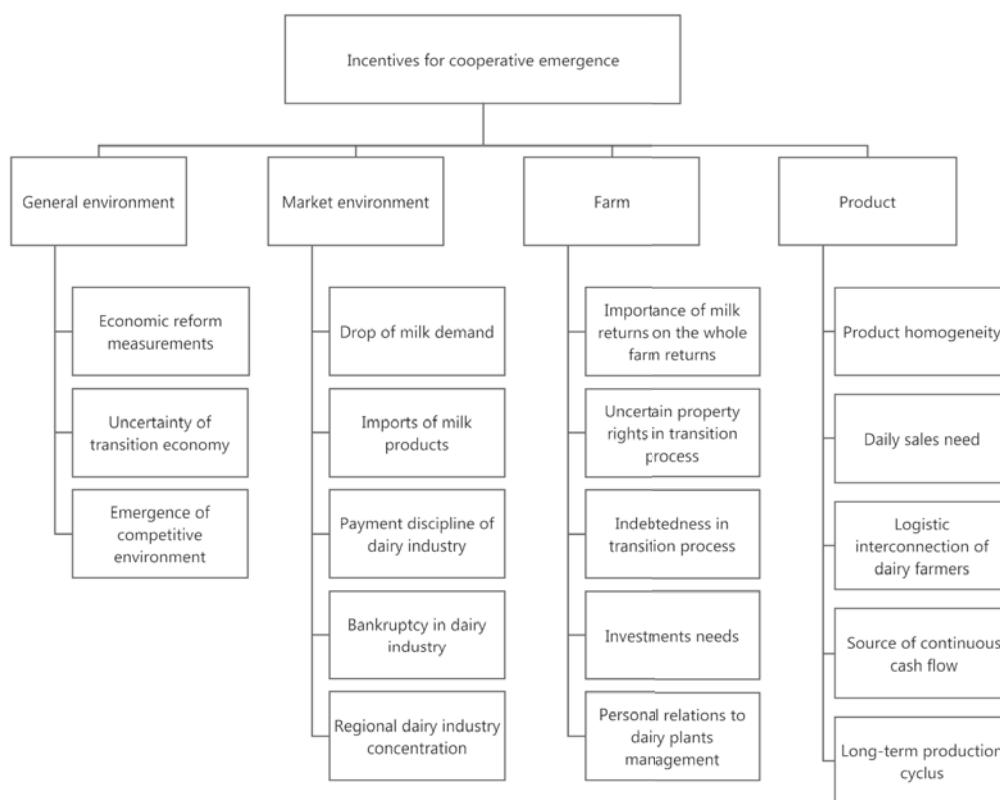 Incentives for cooperative emergence
General environment
Market environment
Farm
Product
Economic reform
measurements
Uncertainty of
transition economy
Emergence of
competitive
environment
Drop of milk demand
Imports of milk
products
Payment discipline of
dairy industry
Bankruptcy in dairy
industry
Regional dairy industry
concentration
Importance of milk
returns on the whole
farm returns
Uncertain property
rights in transition
process
Indebtedness in
transition process
Investments needs
Personal relations to
dairy plants
management
Product homogeneity
Daily sales need
Logistic
interconnection of
dairy farmers
Source of continuous
cash flow
Long-term production
cyclus